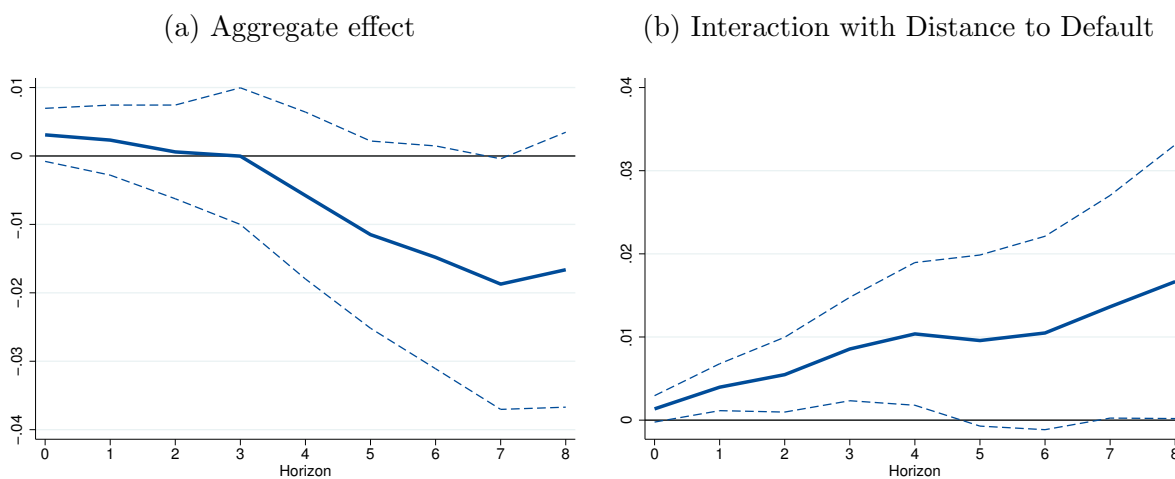 (a) Aggregate effect
.01
0
-.01
-.02
-.03
-.04
0 1 2 3 4 5 6 7 8
Horizon
(b) Interaction with Distance to Default
.04
.03
.02
.01
0
0 1 2 3 4 5 6 7 8
Horizon